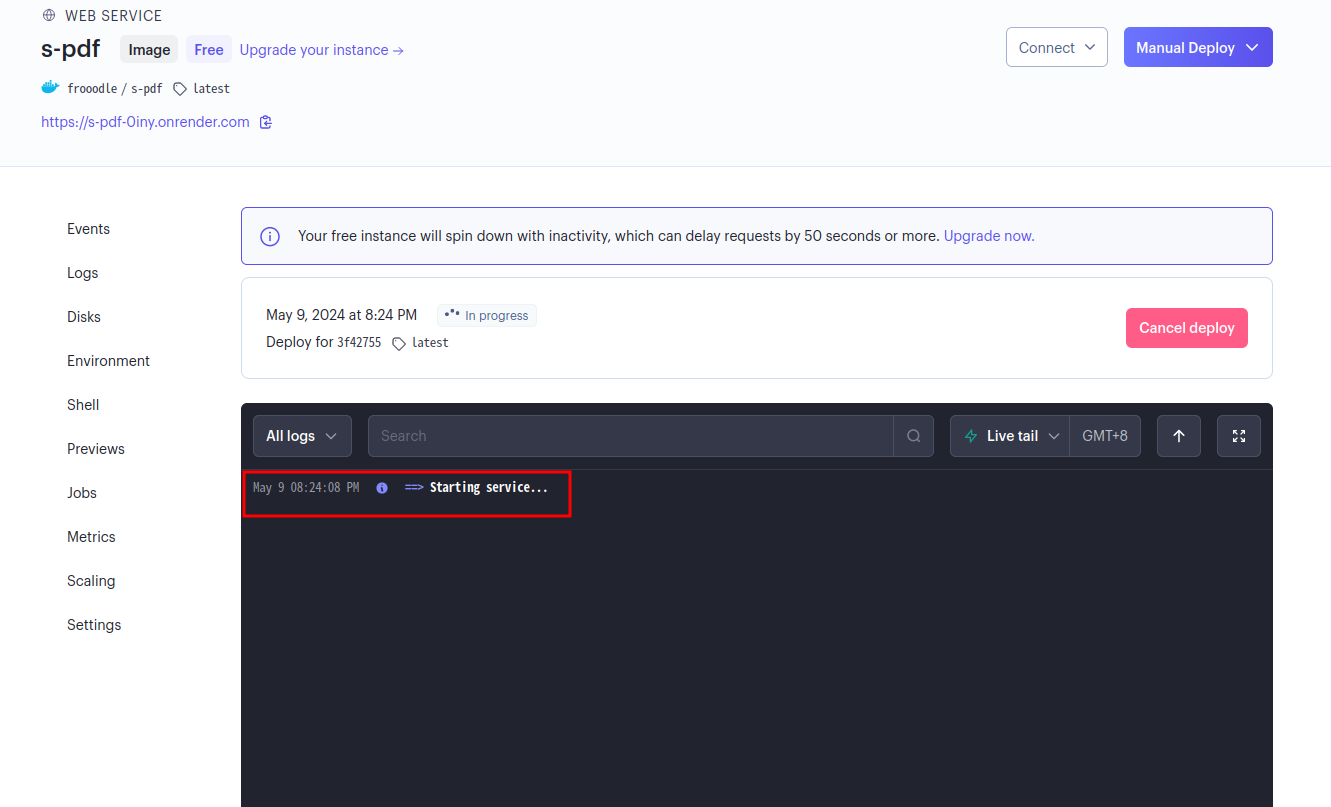 WEB SERVICE
s-pdf Image Free Upgrade your instance → Connect Manual Deploy
frooodle / s-pdf latest
https://s-pdf-0iny.onrender.com
Events
Logs
Disks
Environment
Shell
Previews
Jobs
Metrics
Scaling
Settings
Your free instance will spin down with inactivity, which can delay requests by 50 seconds or more. Upgrade now.
May 9, 2024 at 8:24 PM In progress
Deploy for 3f42755 latest
Cancel deploy
All logs Search Live tail GMT+8
May 9 08:24:08 PM ==> Starting service...